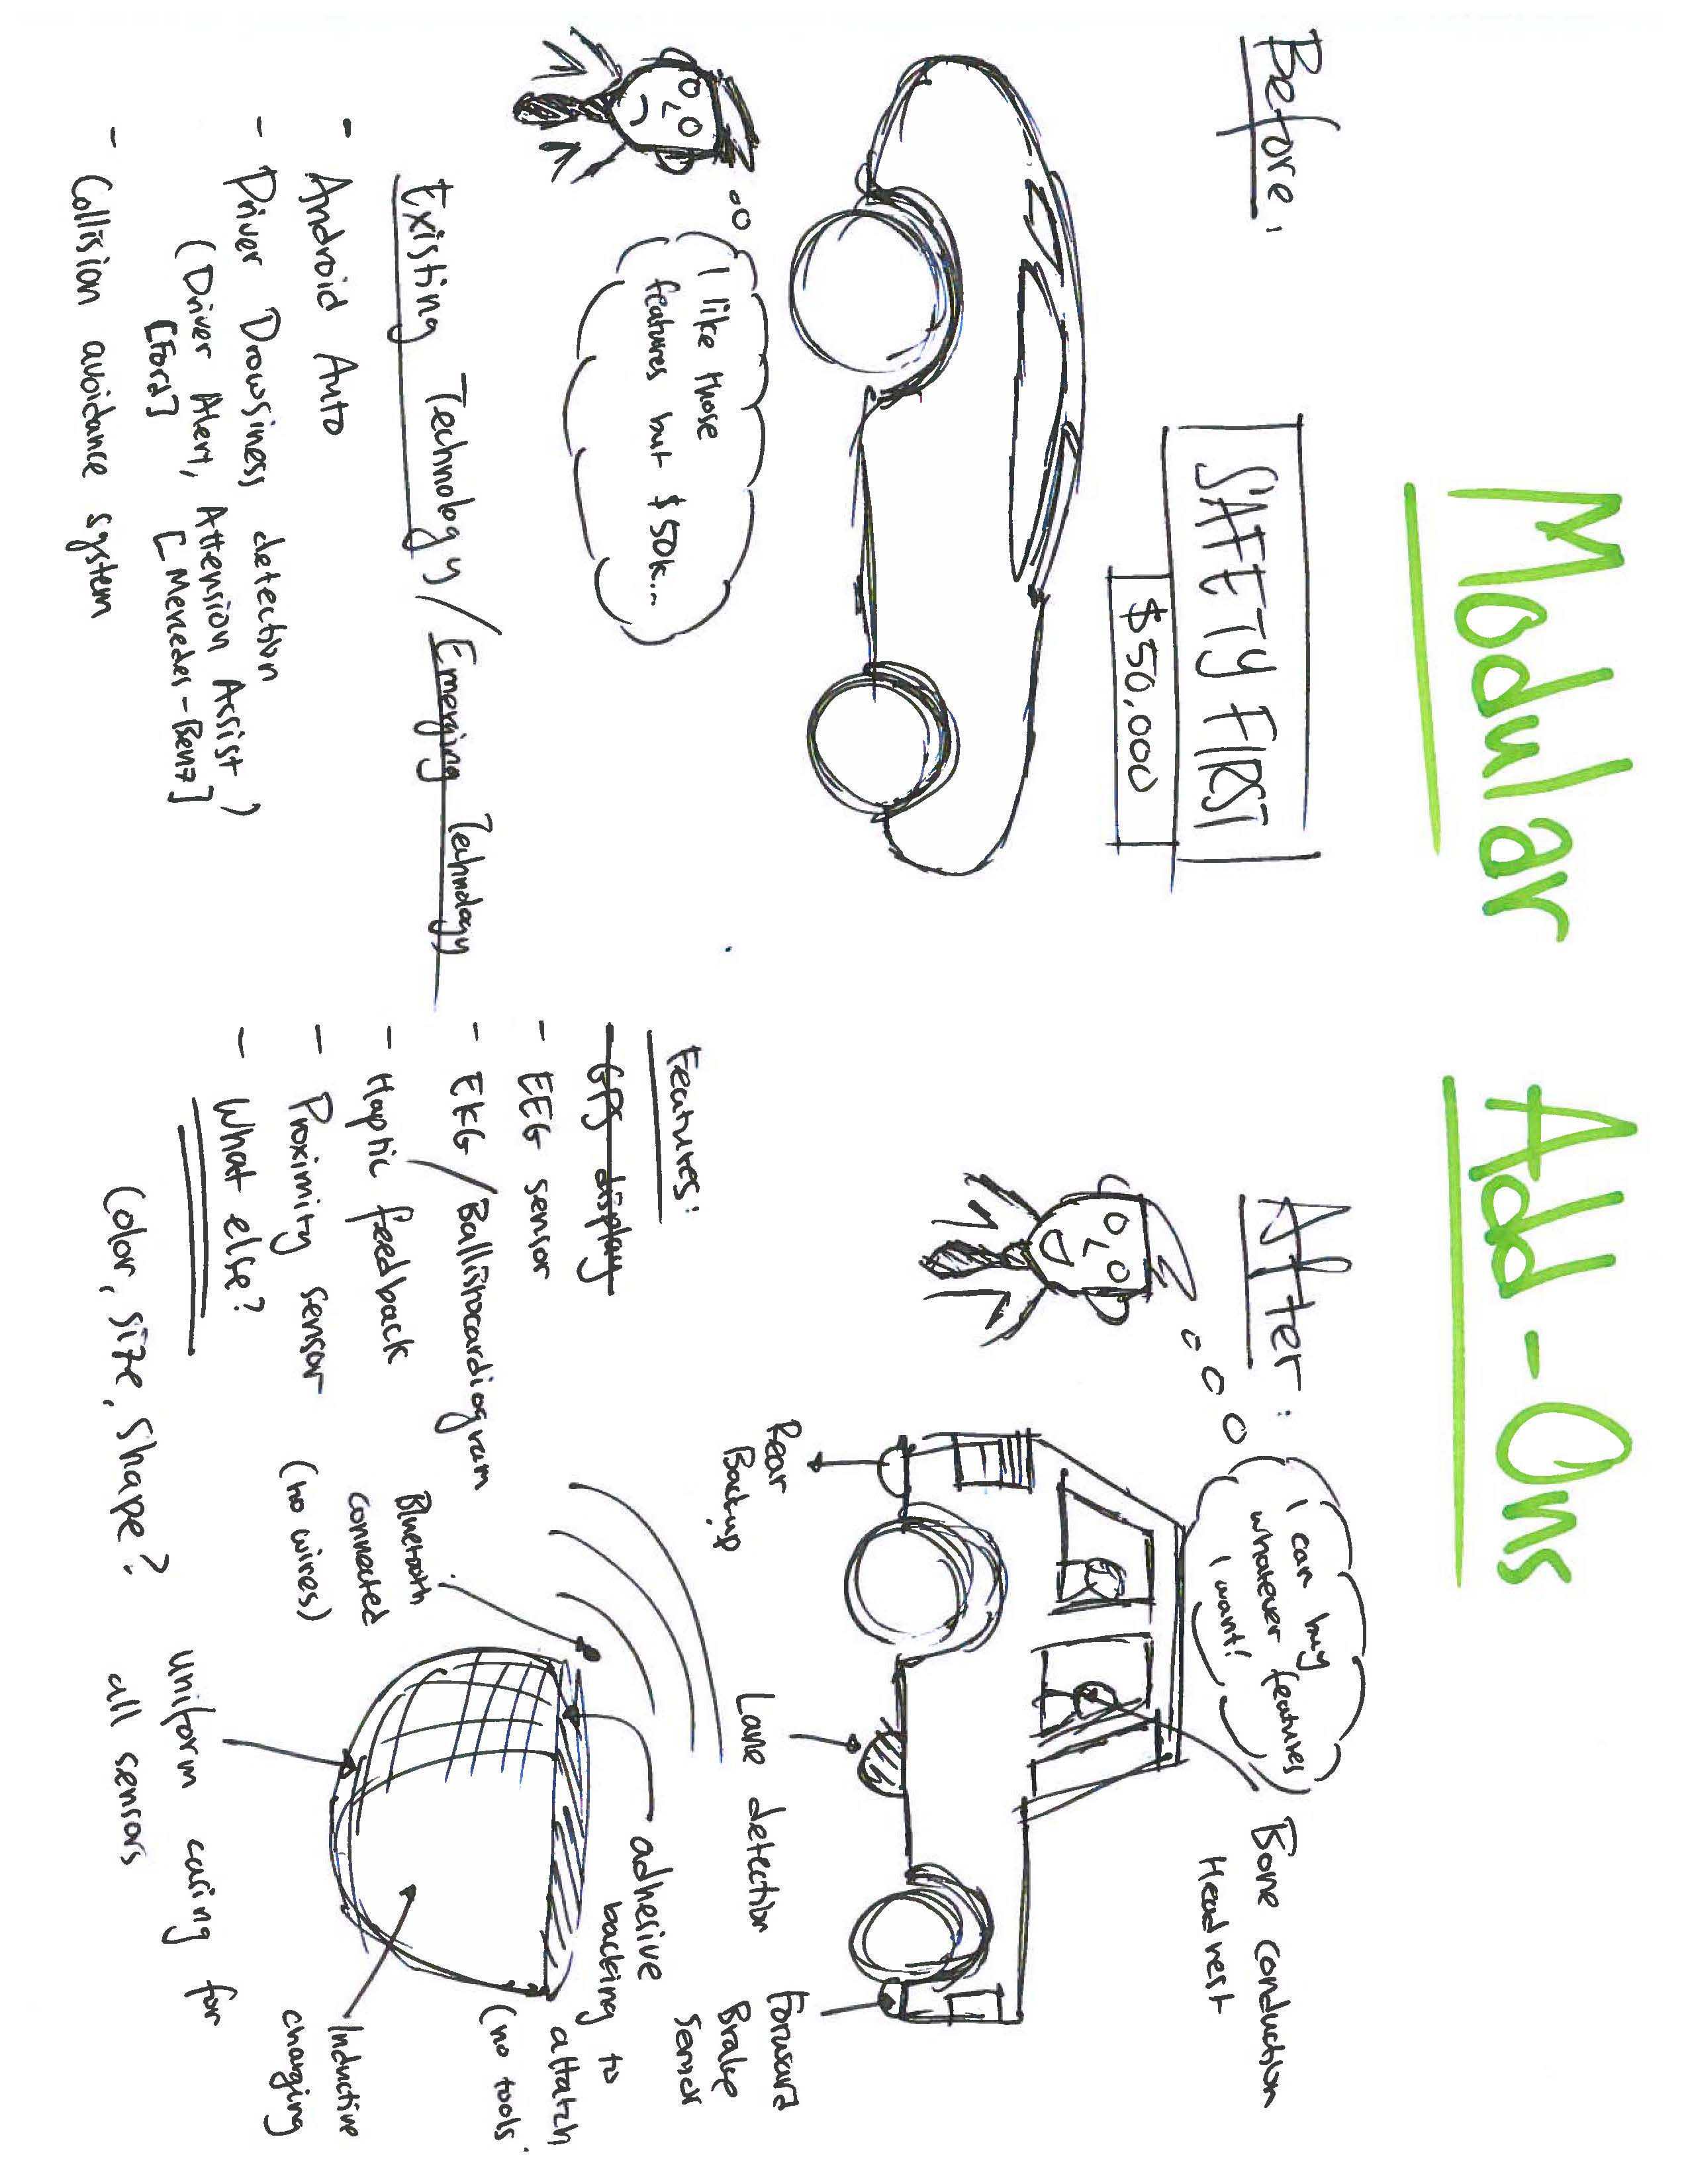 Modular Add-Ons
Before:
SAFETY FIRST
$50,000
I like those
features but $50k...
Existing Technology/Emerging Technology
- Android Auto
- Driver Drowsiness detection
(Driver Alert, Attension Assist)
[Ford] [Mercedes-Benz]
- Collision avoidance system
After:
I can buy
whatever features
I want!
Bone conduction
Headrest
Rear
Backup
Lane detection
Forward
Brake
Sensor
Features:
- GPS display
- EEG sensor
- EKG/Ballistocardiogram
- Haptic feedback
- Proximity sensor
- What else?
(Color, size, shape?
Bluetooth
connected
(no wires)
adhesive
backing to
attatch
(no tools
uniform casing for
all sensors
Inductive
charging